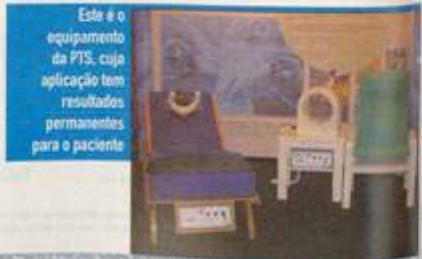 Este é o
equipamento
da PTS, cuja
aplicação tem
resultados
permanentes
para o paciente